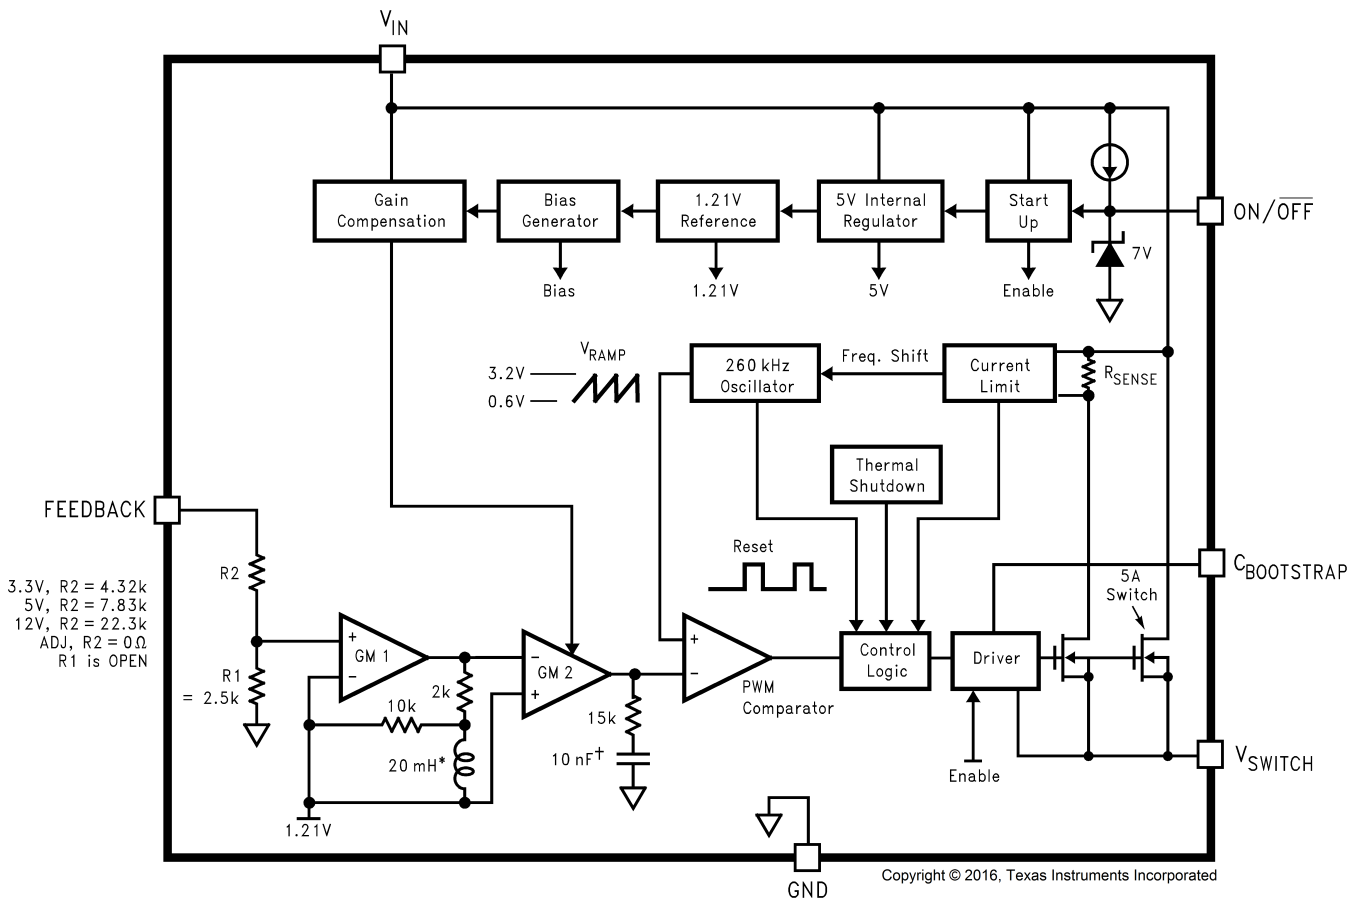 VIN
Gain
Compensation
Bias
Generator
1.21V
Reference
5V Internal
Regulator
Start
Up
ON/OFF
7V
Bias
1.21V
5V
Enable
VRAMP
3.2V
0.6V
260 kHz
Oscillator
Freq. Shift
Current
Limit
RSENSE
Thermal
Shutdown
FEEDBACK
Reset
CBOOTSTRAP
5A
Switch
R2
3.3V, R2 = 4.32k
5V, R2 = 7.83k
12V, R2 = 22.3k
ADJ, R2 = 0Ω
R1 is OPEN
R1
= 2.5k
+
GM 1
−
−
GM 2
+
+
−
PWM
Comparator
Control
Logic
Driver
2k
10k
20 mH*
15k
10 nF†
1.21V
Enable
VSWITCH
GND
Copyright © 2016, Texas Instruments Incorporated